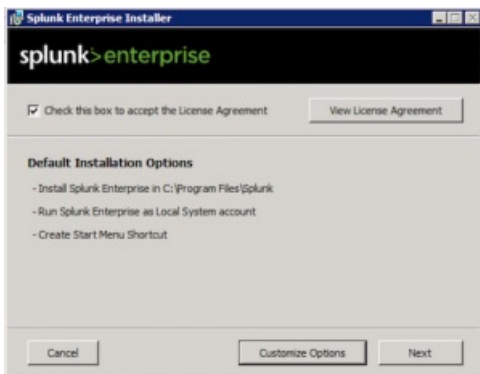 Splunk Enterprise Installer
splunk>enterprise
Check this box to accept the License Agreement
View License Agreement
Default Installation Options
- Install Splunk Enterprise in C:\Program Files\Splunk
- Run Splunk Enterprise as Local System account
- Create Start Menu Shortcut
Cancel
Customize Options
Next